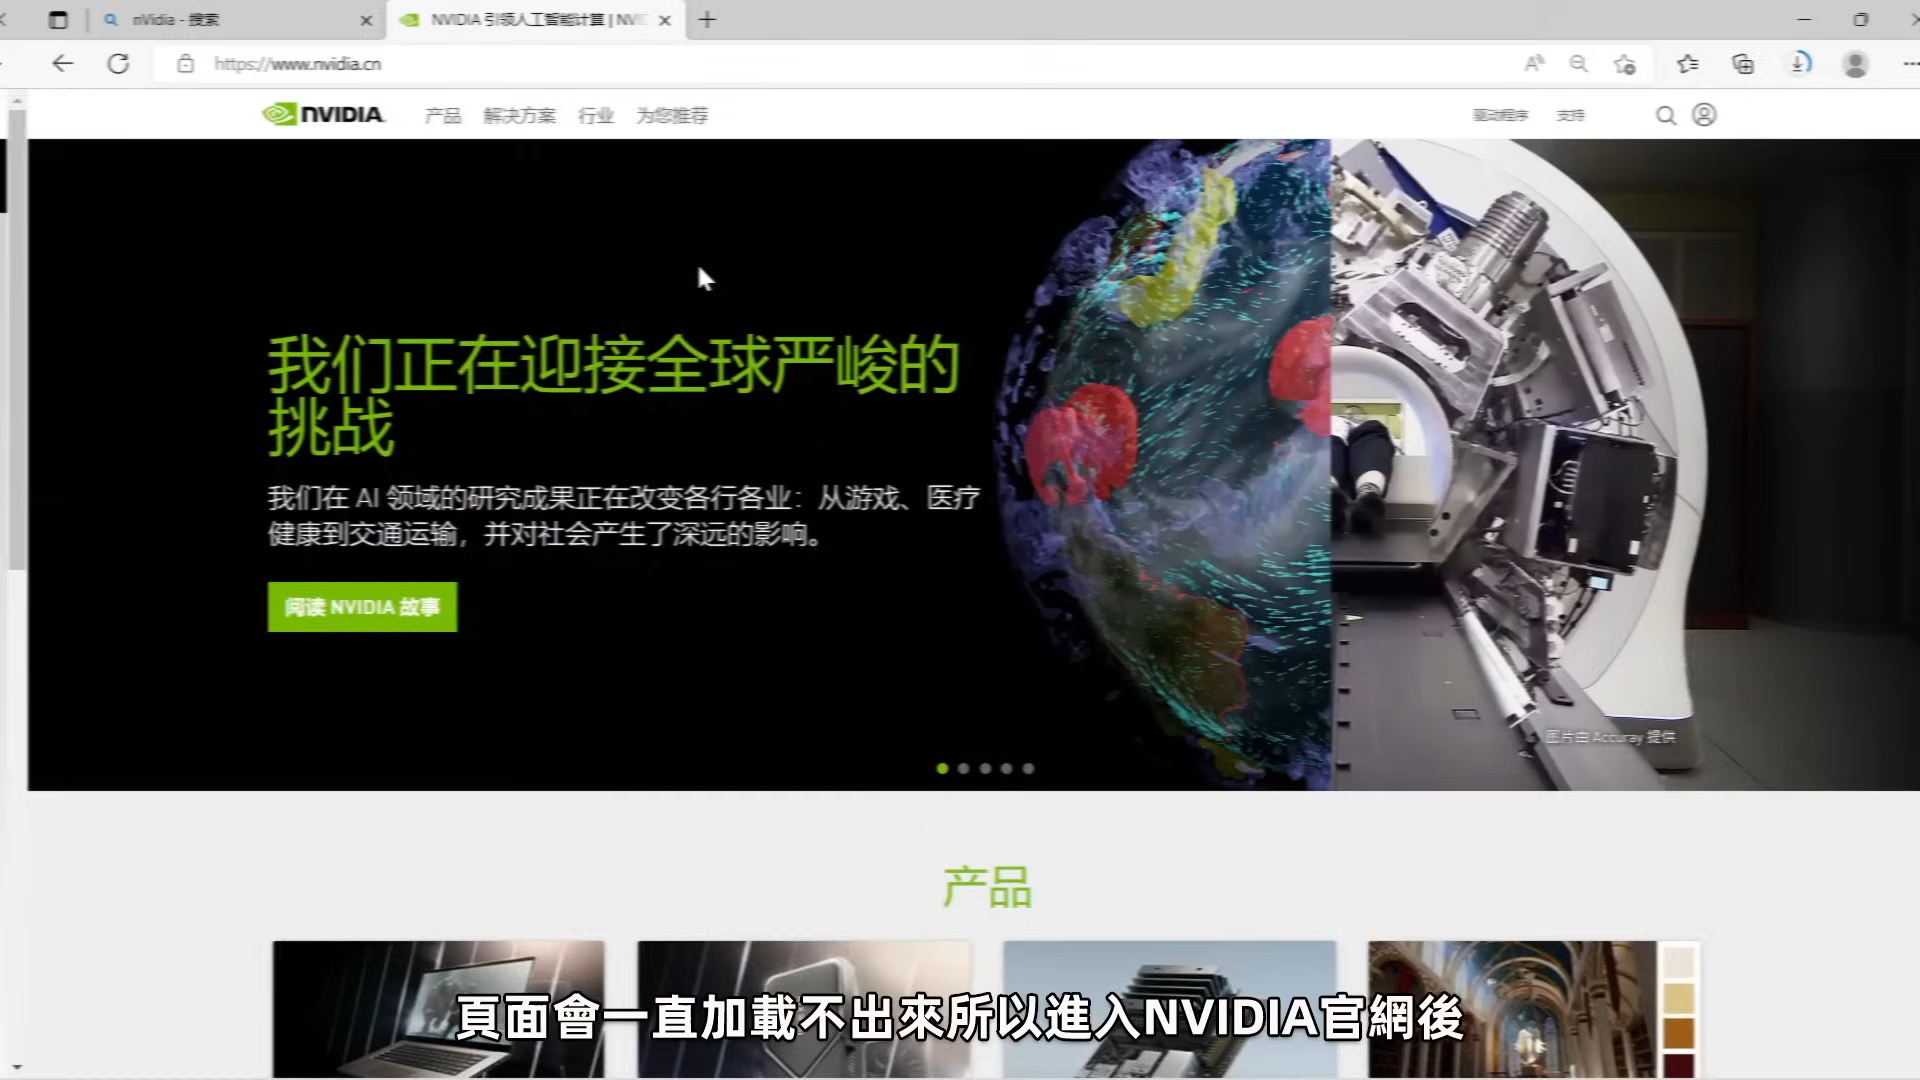 nVidia - 搜索
NVIDIA 引领人工智能计算 | NVI
https://www.nvidia.cn
NVIDIA.
产品
解决方案
行业
为您推荐
驱动程序
支持
我们正在迎接全球严峻的
挑战
我们在 AI 领域的研究成果正在改变各行各业：从游戏、医疗
健康到交通运输，并对社会产生了深远的影响。
阅读 NVIDIA 故事
图片由 Accuray 提供
产品
頁面會一直加載不出來所以進入NVIDIA官網後